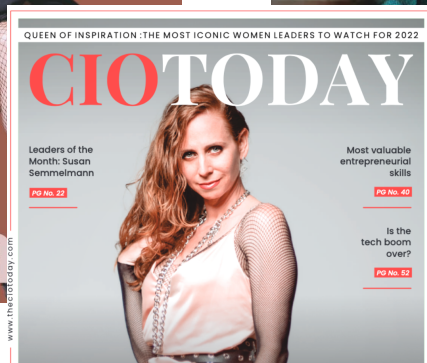 QUEEN OF INSPIRATION :THE MOST ICONIC WOMEN LEADERS TO WATCH FOR 2022
CIOTODAY
Leaders of the
Month: Susan
Semmelmann
PG No. 22
Most valuable
entrepreneurial
skills
PG No. 40
Is the
tech boom
over?
PG No. 52
www.theciotoday.com